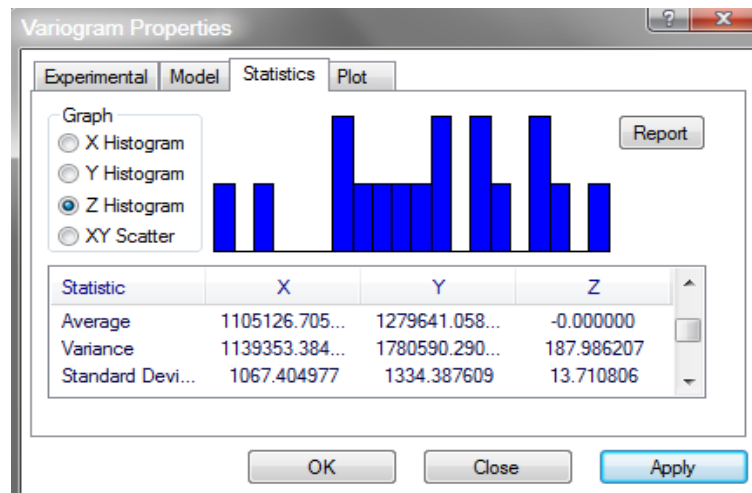 Variogram Properties
?
Experimental Model Statistics Plot
Graph
X Histogram
Y Histogram
Z Histogram
XY Scatter
Report
Statistic X Y Z
Average 1105126.705... 1279641.058... -0.000000
Variance 1139353.384... 1780590.290... 187.986207
Standard Devi... 1067.404977 1334.387609 13.710806
OK Close Apply